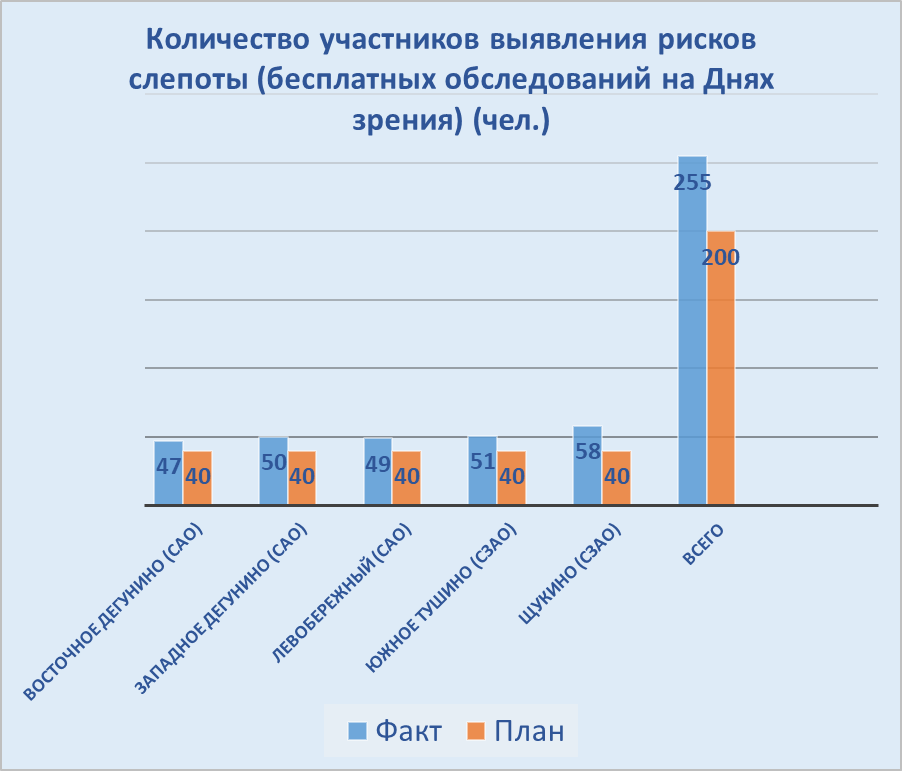 Количество участников выявления рисков
слепоты (бесплатных обследований на Днях
зрения) (чел.)
255
200
47
40
50
40
49
40
51
40
58
40
ВОСТОЧНОЕ ДЕГУНИНО (САО)
ЗАПАДНОЕ ДЕГУНИНО (САО)
ЛЕВОБЕРЕЖНЫЙ (САО)
ЮЖНОЕ ТУШИНО (СЗАО)
ЩУКИНО (СЗАО)
ВСЕГО
Факт
План